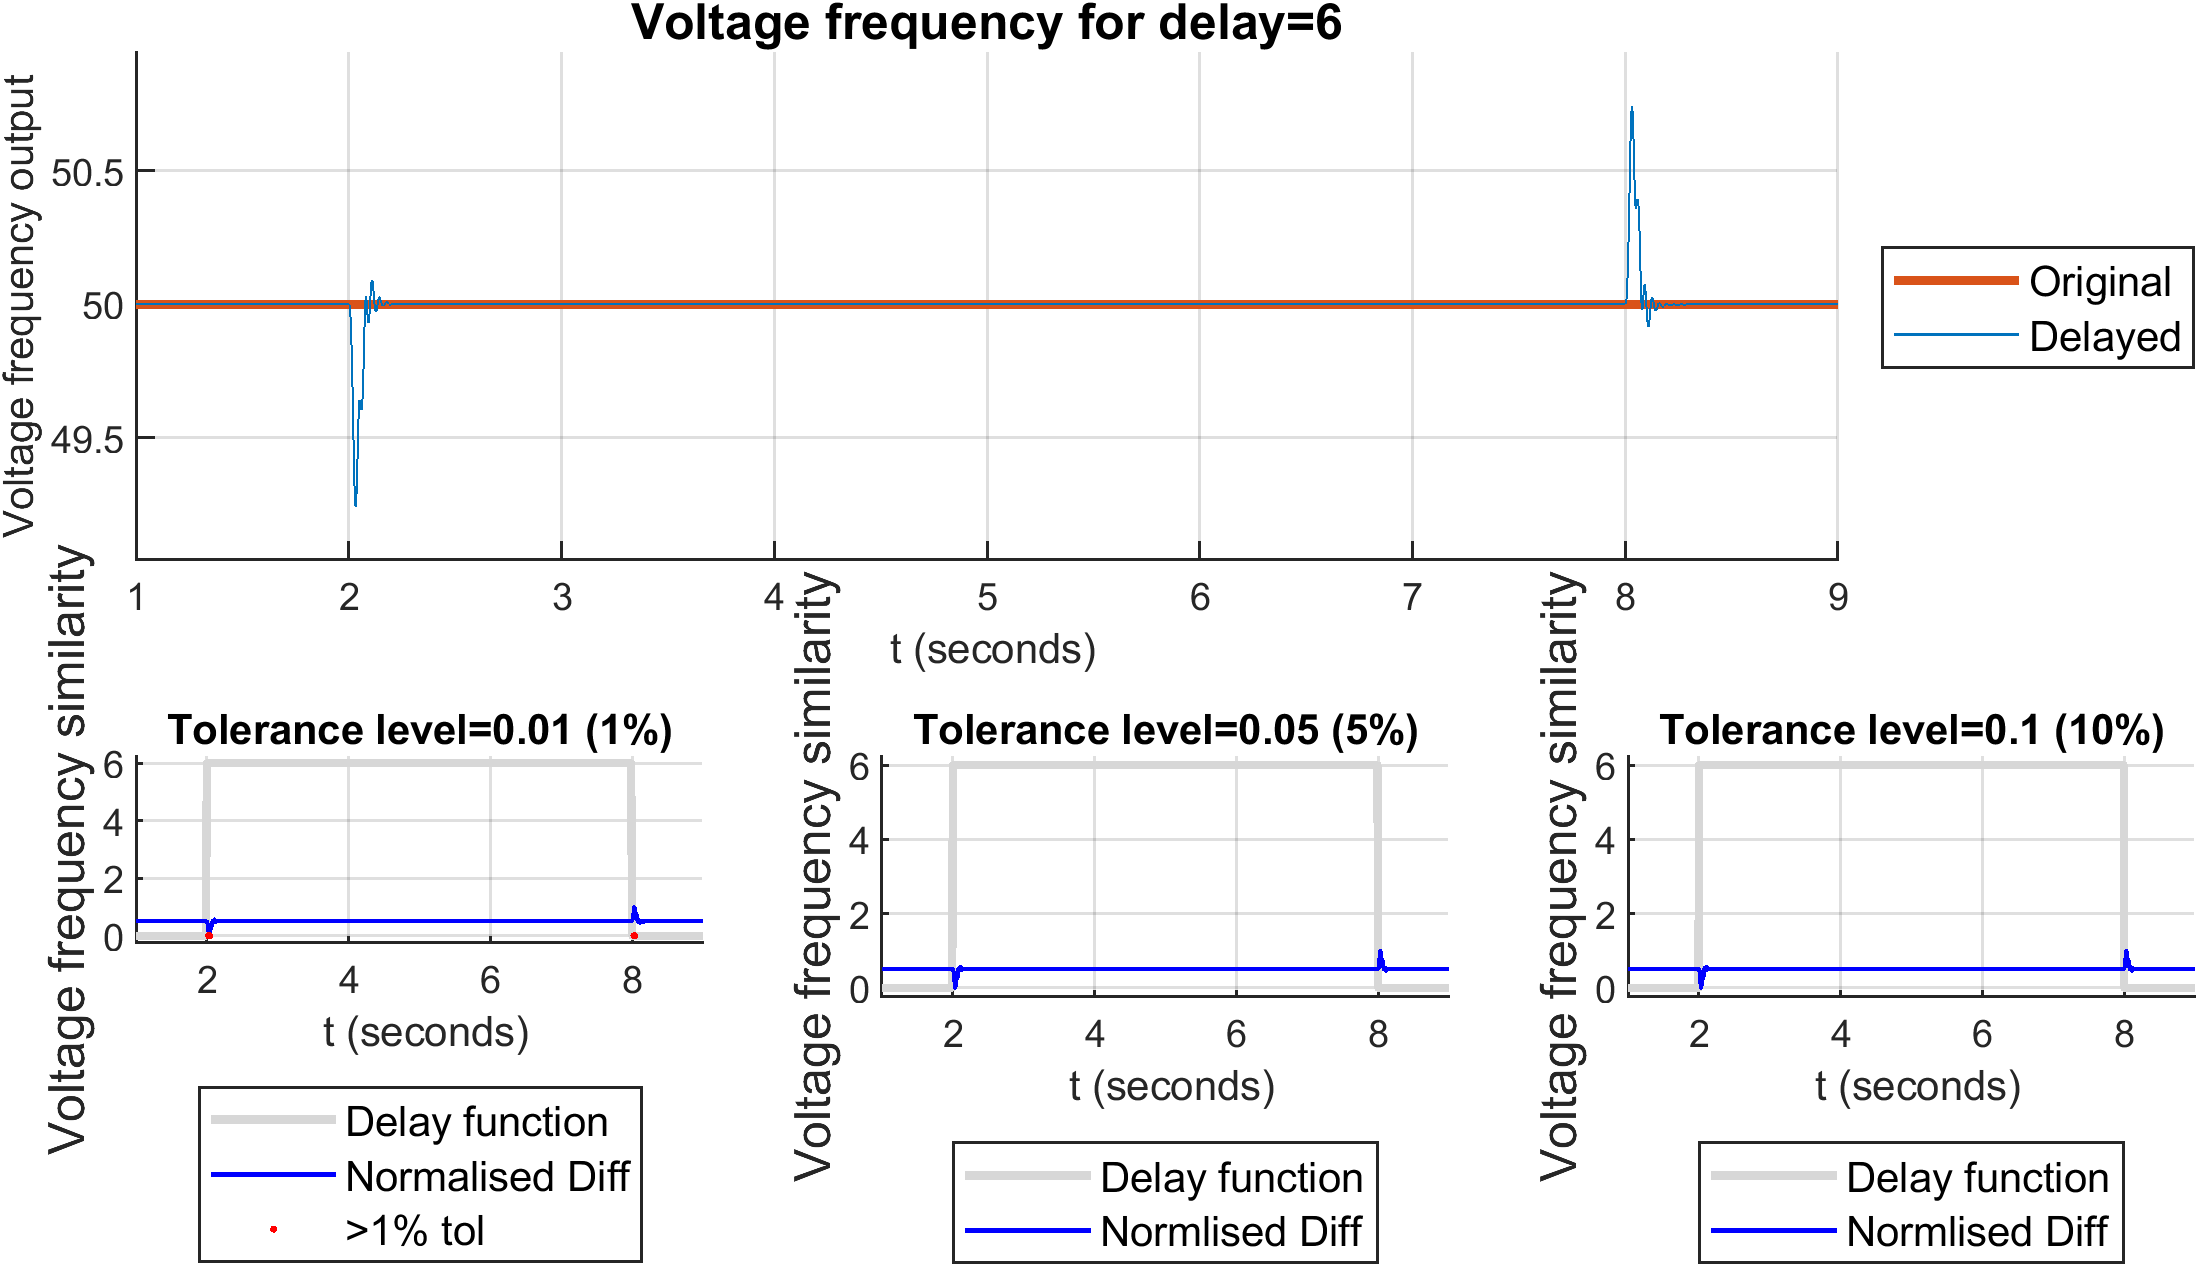 Voltage frequency for delay=6
Voltage frequency output
50.5
50
49.5
1 2 3 4 5 6 7 8 9
t (seconds)
Original
Delayed
Tolerance level=0.01 (1%)
Voltage frequency similarity
6
4
2
0
2 4 6 8
t (seconds)
Delay function
Normalised Diff
>1% tol
Tolerance level=0.05 (5%)
Voltage frequency similarity
6
4
2
0
2 4 6 8
t (seconds)
Delay function
Normlised Diff
Tolerance level=0.1 (10%)
Voltage frequency similarity
6
4
2
0
2 4 6 8
t (seconds)
Delay function
Normlised Diff